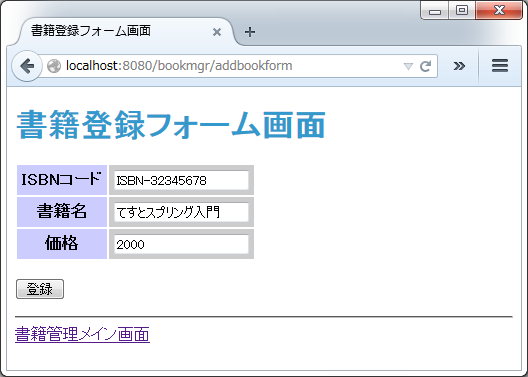 書籍登録フォーム画面
localhost:8080/bookmgr/addbookform
書籍登録フォーム画面
ISBNコード ISBN-32345678
書籍名 てすとスプリング入門
価格 2000
登録
書籍管理メイン画面